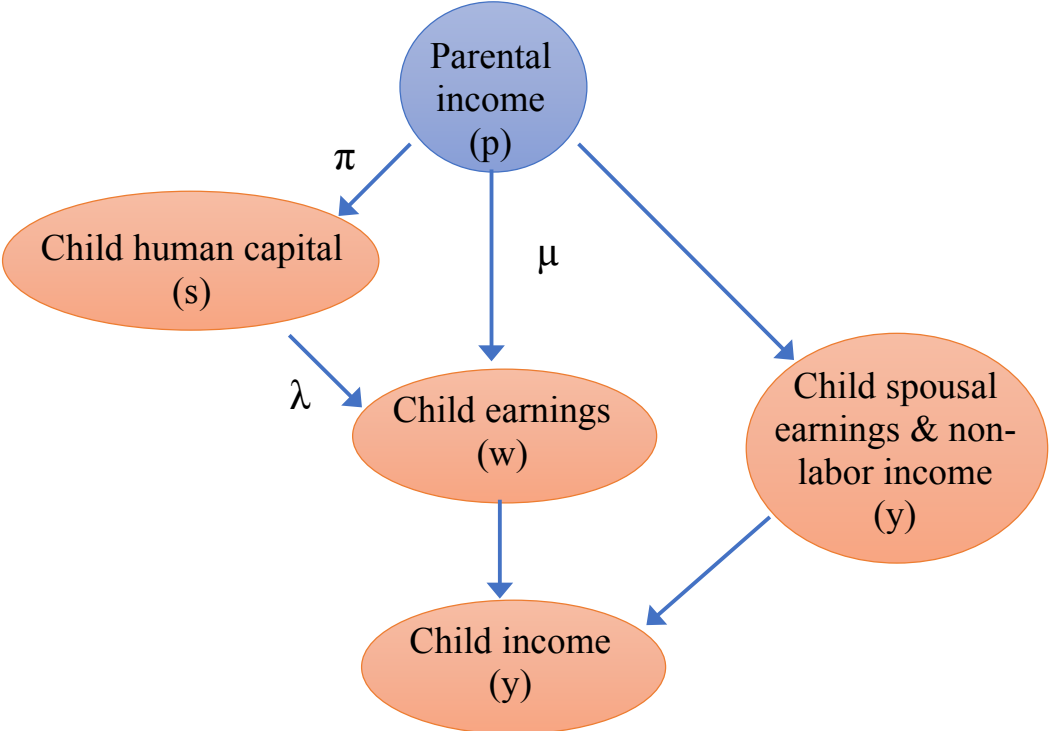 Parental
income
(p)
π
Child human capital
(s)
μ
λ
Child earnings
(w)
Child spousal
earnings & non-
labor income
(y)
Child income
(y)